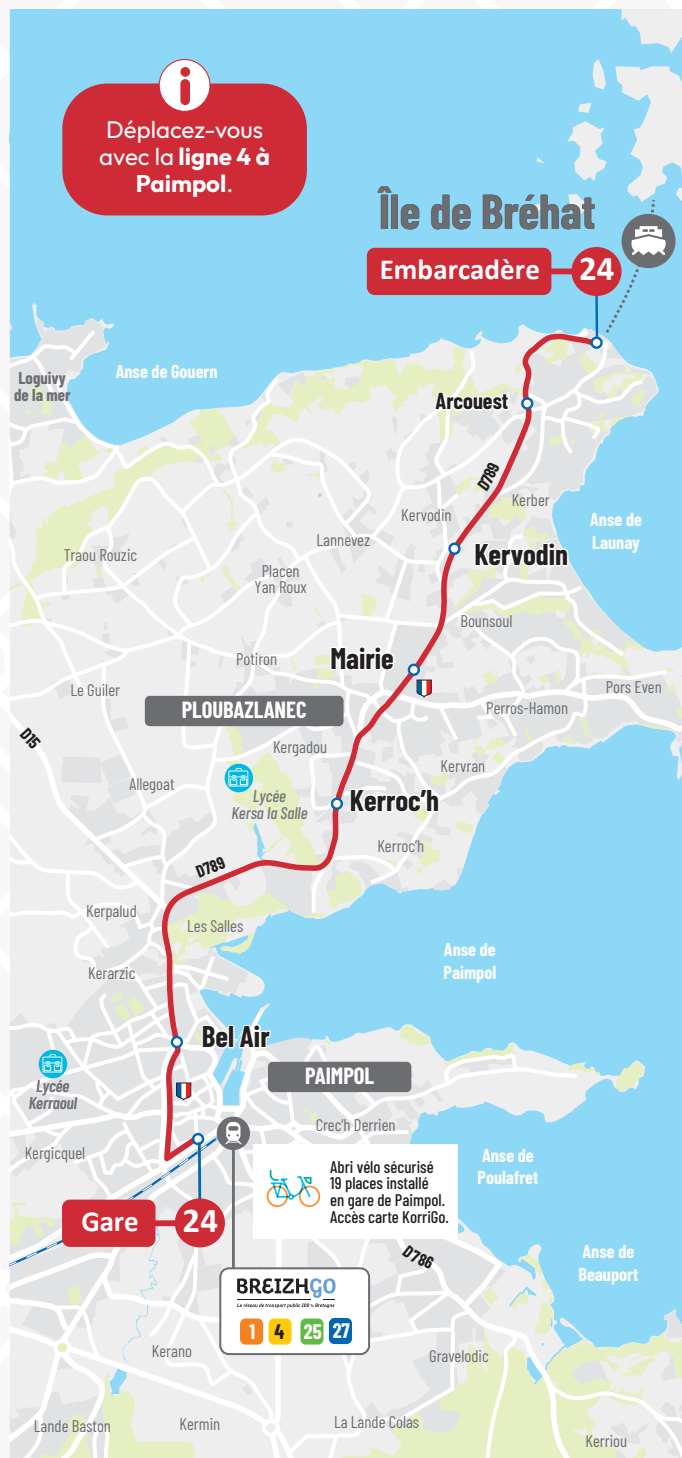 Déplacez-vous
avec la ligne 4 à
Paimpol.
Île de Bréhat
Embarcadère 24
Loguivy
de la mer
Anse de Gouern
Arcouest
D789
Kerber
Kervodin
Anse de
Launay
Lannevez
Kervodin
Traou Rouzic
Placen
Yan Roux
Bounsoul
Mairie
Potiron
Le Guiler
Pors Even
PLOUBAZLANEC
Perros-Hamon
D15
Kergadou
Kervran
Allegoat
Lycée
Kersa la Salle
Kerroc'h
Kerroc'h
D789
Kerpalud
Les Salles
Anse de
Paimpol
Kerarzic
Bel Air
Lycée
Kerraoul
PAIMPOL
Crec'h Derrien
Kergicquel
Anse de
Poulafret
Abri vélo sécurisé
19 places installé
en gare de Paimpol.
Accès carte KorriGo.
Gare 24
D786
Anse de
Beauport
BREIZHGO
Le réseau de transport public 100 % Bretagne
1 4 25 27
Kerano
Gravelodic
Lande Baston
Kermin
La Lande Colas
Kerriou